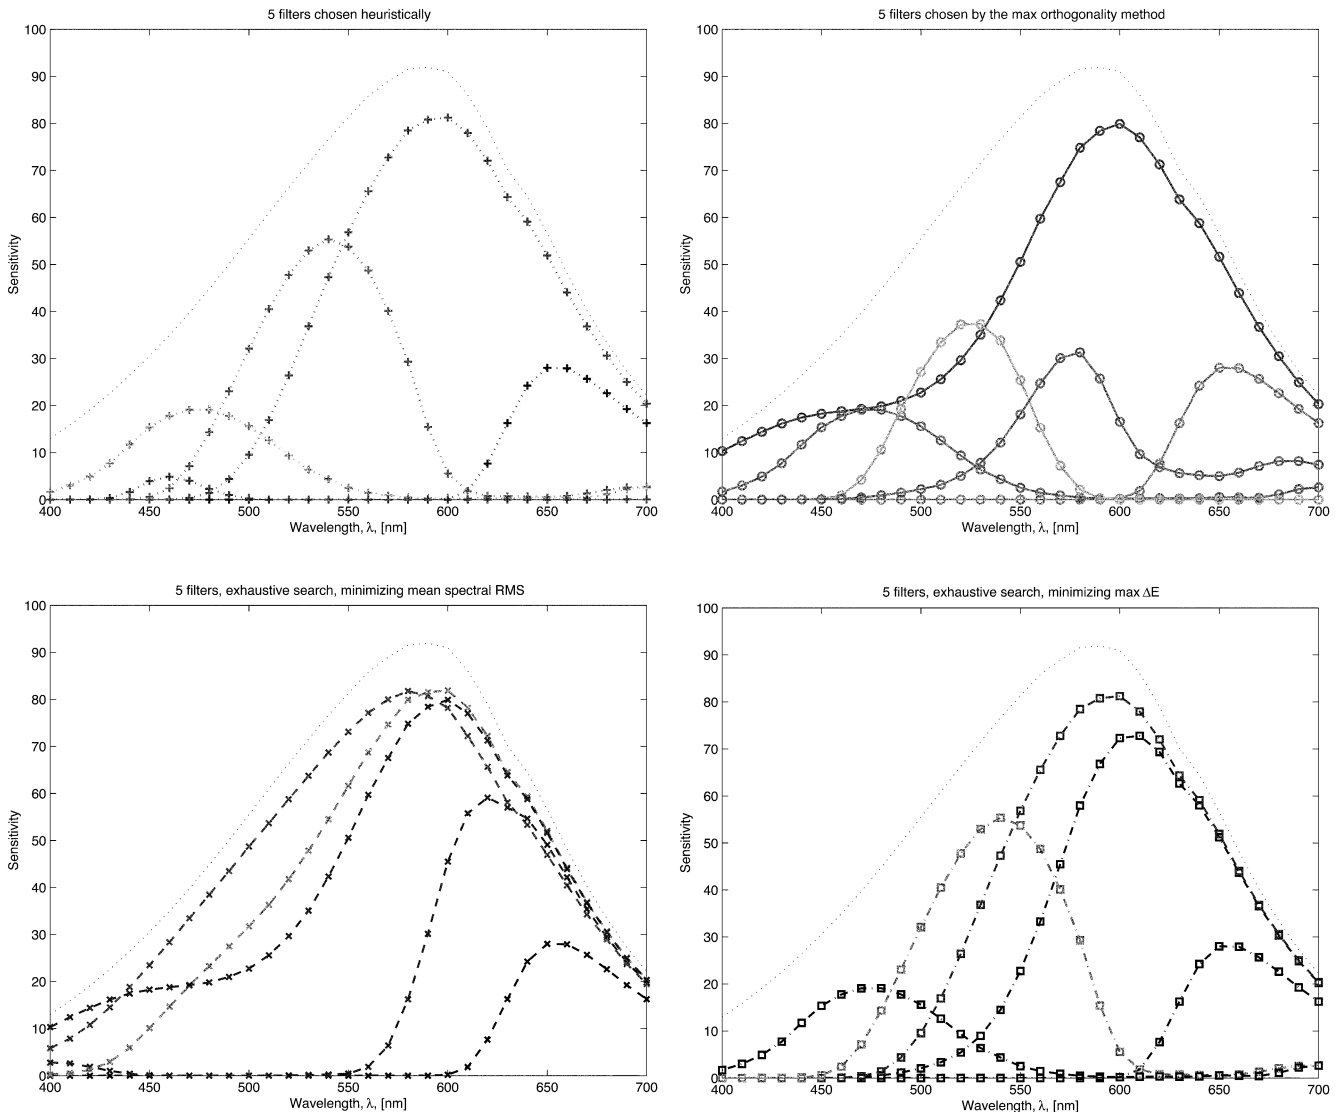 5 filters chosen heuristically
100
90
80
70
60
50
40
30
20
10
0
Sensitivity
400 450 500 550 600 650 700
Wavelength, λ, [nm]
5 filters chosen by the max orthogonality method
100
90
80
70
60
50
40
30
20
10
0
Sensitivity
400 450 500 550 600 650 700
Wavelength, λ, [nm]
5 filters, exhaustive search, minimizing mean spectral RMS
100
90
80
70
60
50
40
30
20
10
0
Sensitivity
400 450 500 550 600 650 700
Wavelength, λ, [nm]
5 filters, exhaustive search, minimizing max ΔE
100
90
80
70
60
50
40
30
20
10
0
Sensitivity
400 450 500 550 600 650 700
Wavelength, λ, [nm]